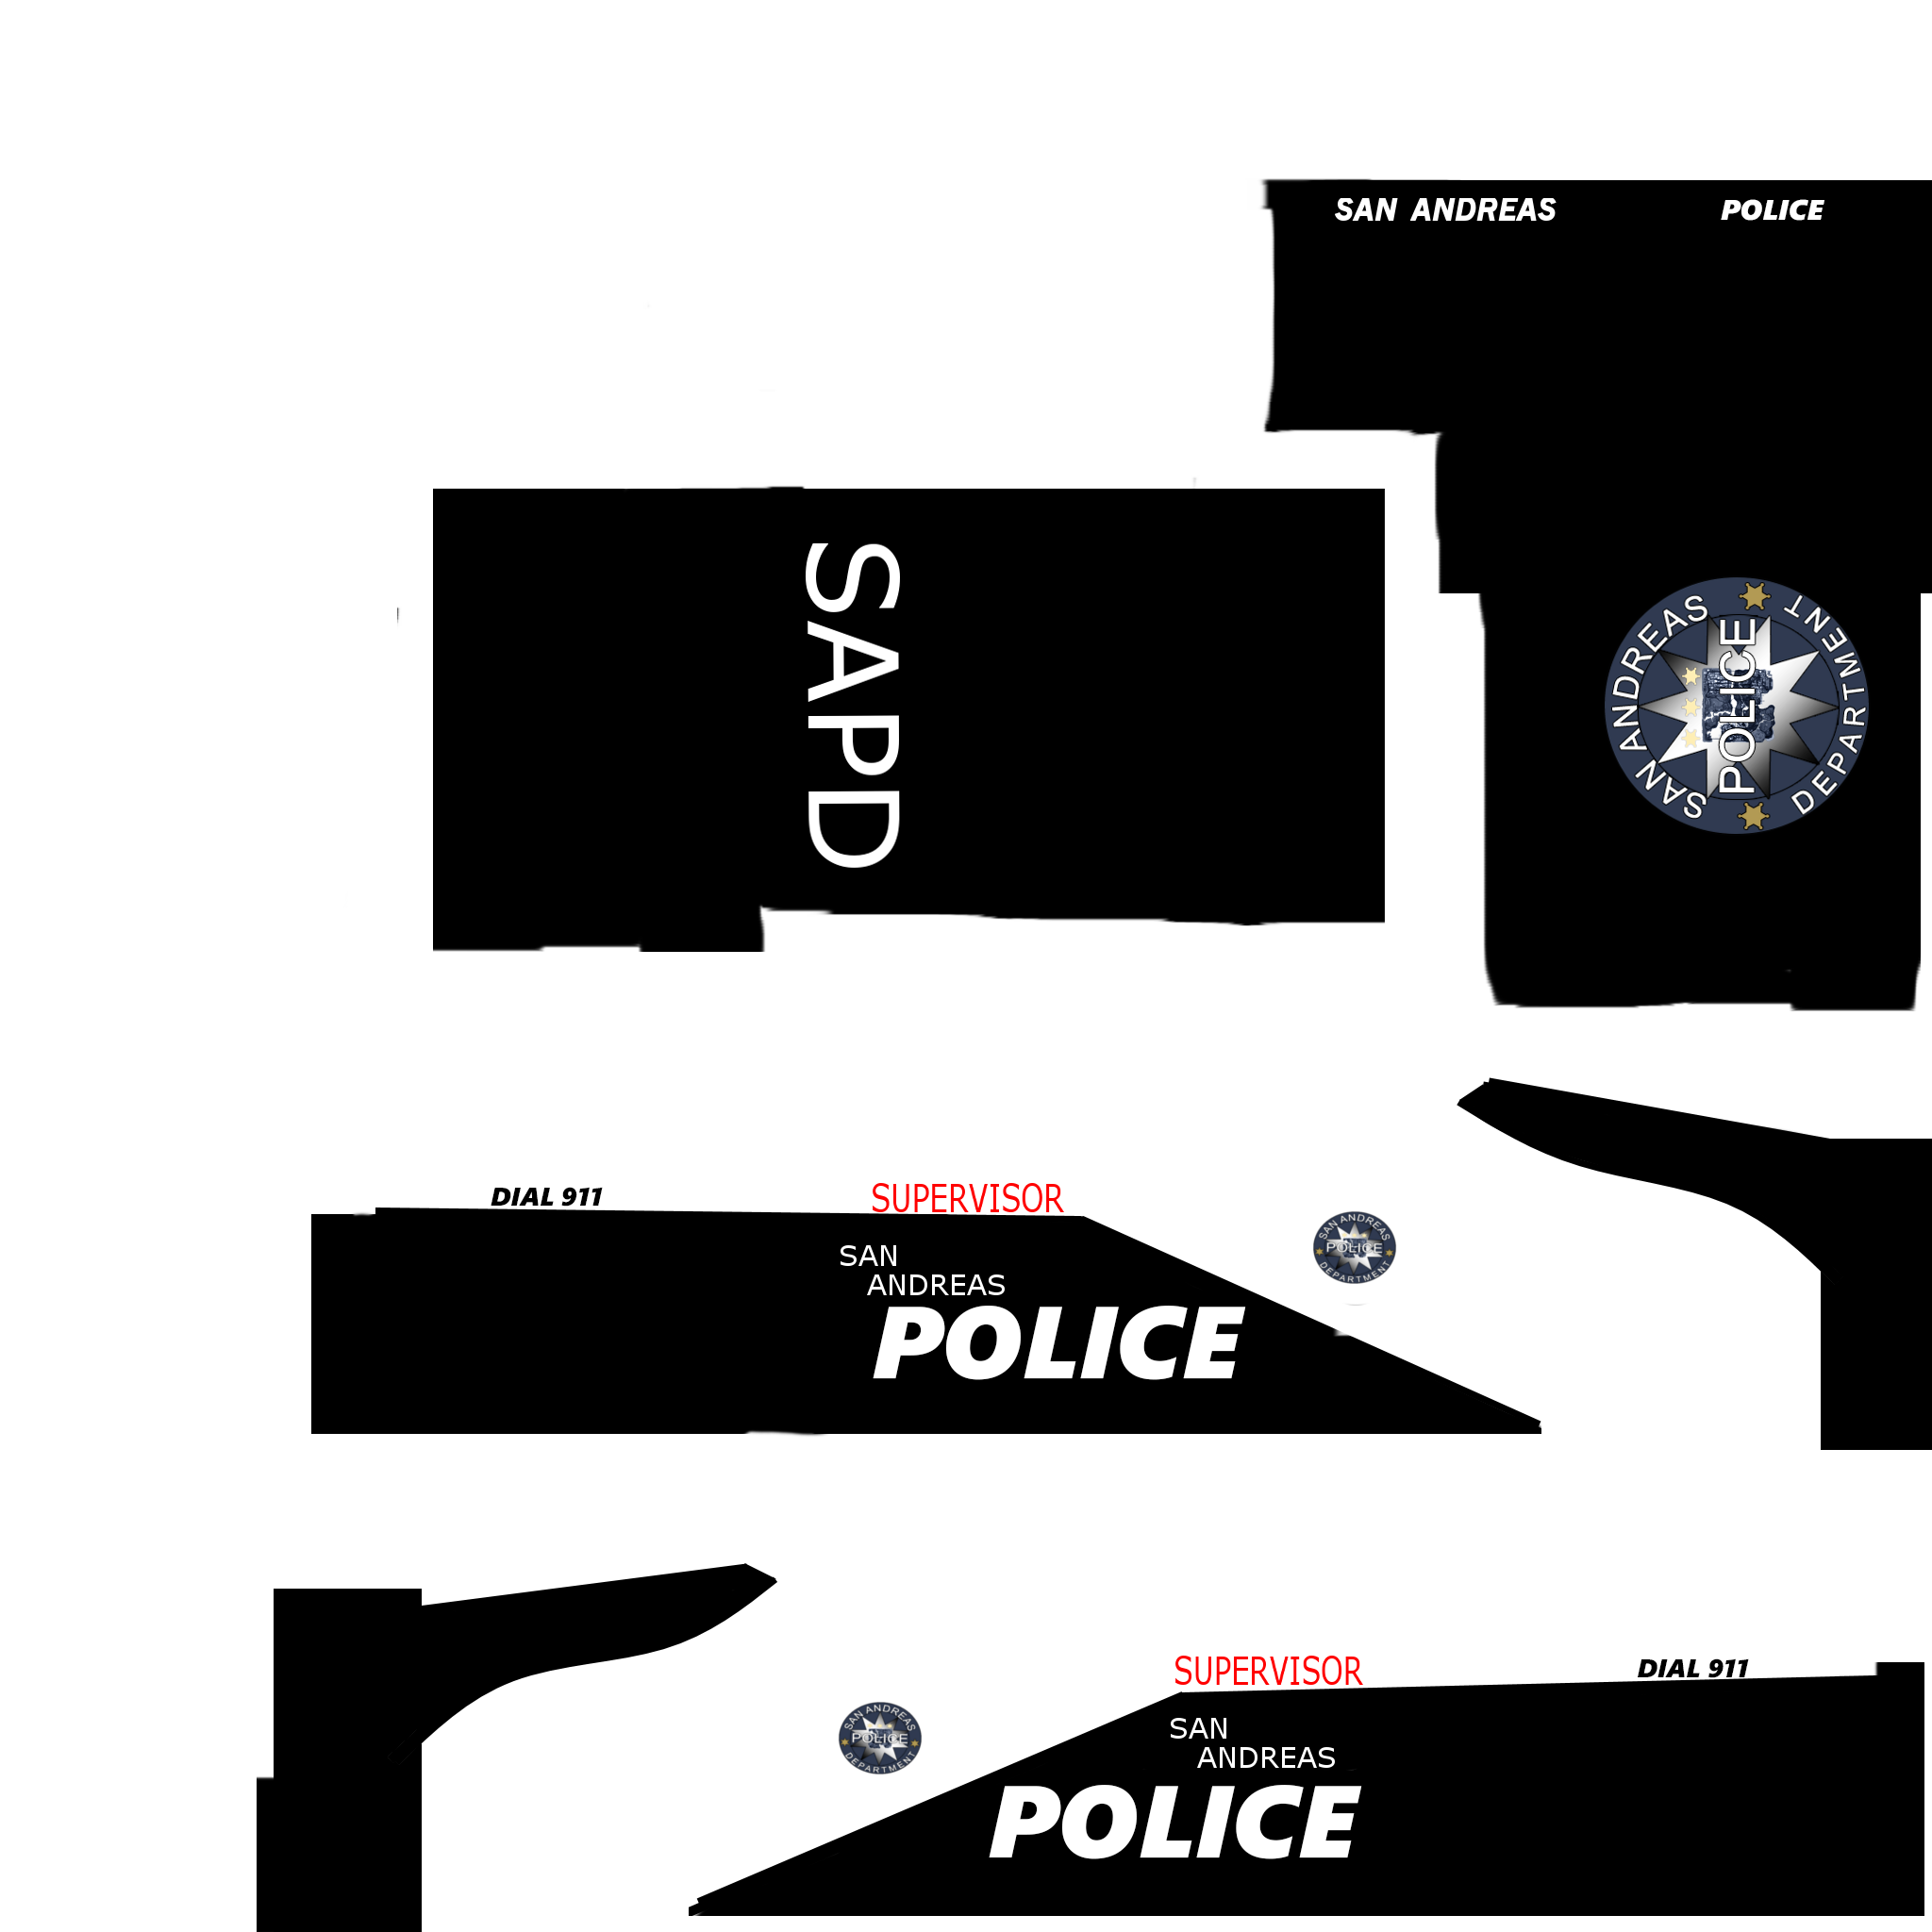 SAN ANDREAS POLICE
SAPD
SAN ANDREAS
POLICE
DEPARTMENT
DIAL 911
SUPERVISOR
SAN
ANDREAS
POLICE
SAN ANDREAS
POLICE
DEPARTMENT
SUPERVISOR
DIAL 911
SAN ANDREAS
POLICE
DEPARTMENT
SAN
ANDREAS
POLICE